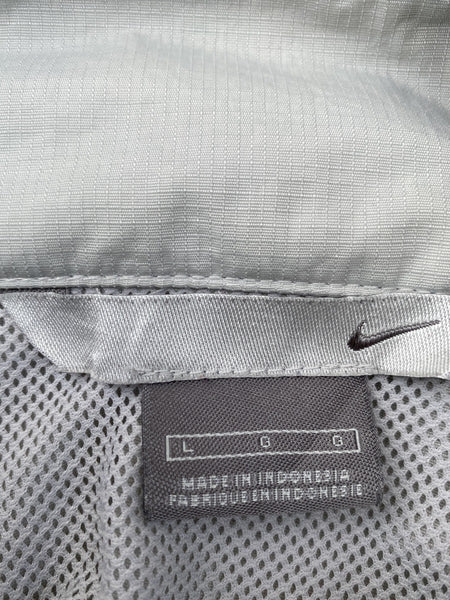 L G G
MADE IN INDONESIA
FABRIQUE EN INDONESIE